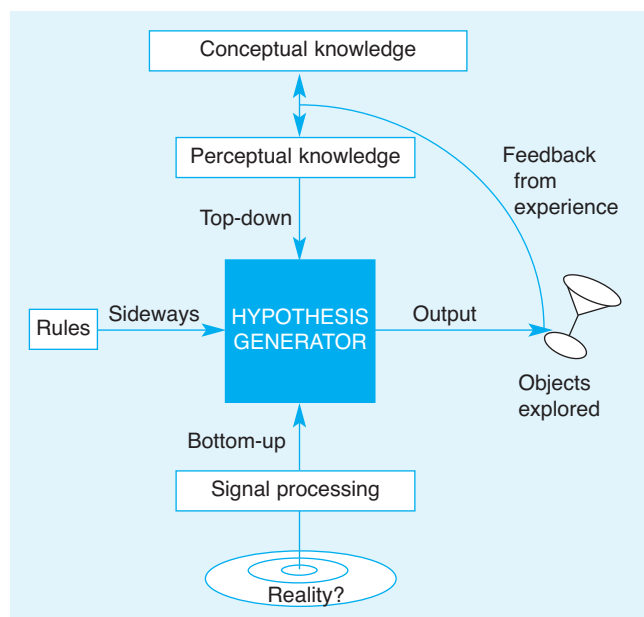 Conceptual knowledge
Perceptual knowledge
Feedback
from
experience
Top-down
Rules
Sideways
HYPOTHESIS
GENERATOR
Output
Objects
explored
Bottom-up
Signal processing
Reality?